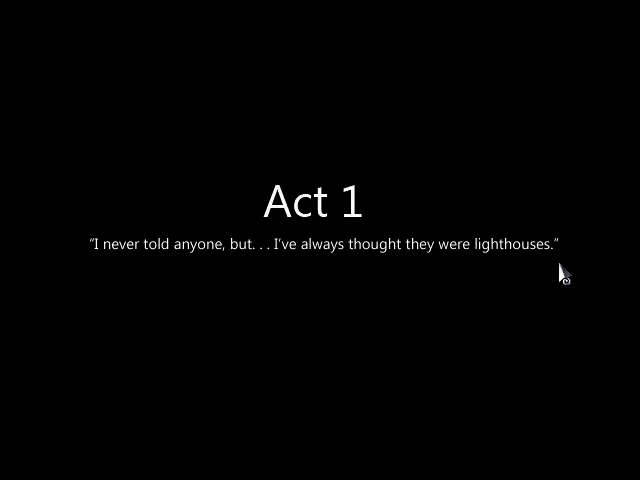 Act 1
“I never told anyone, but. . . I’ve always thought they were lighthouses.”